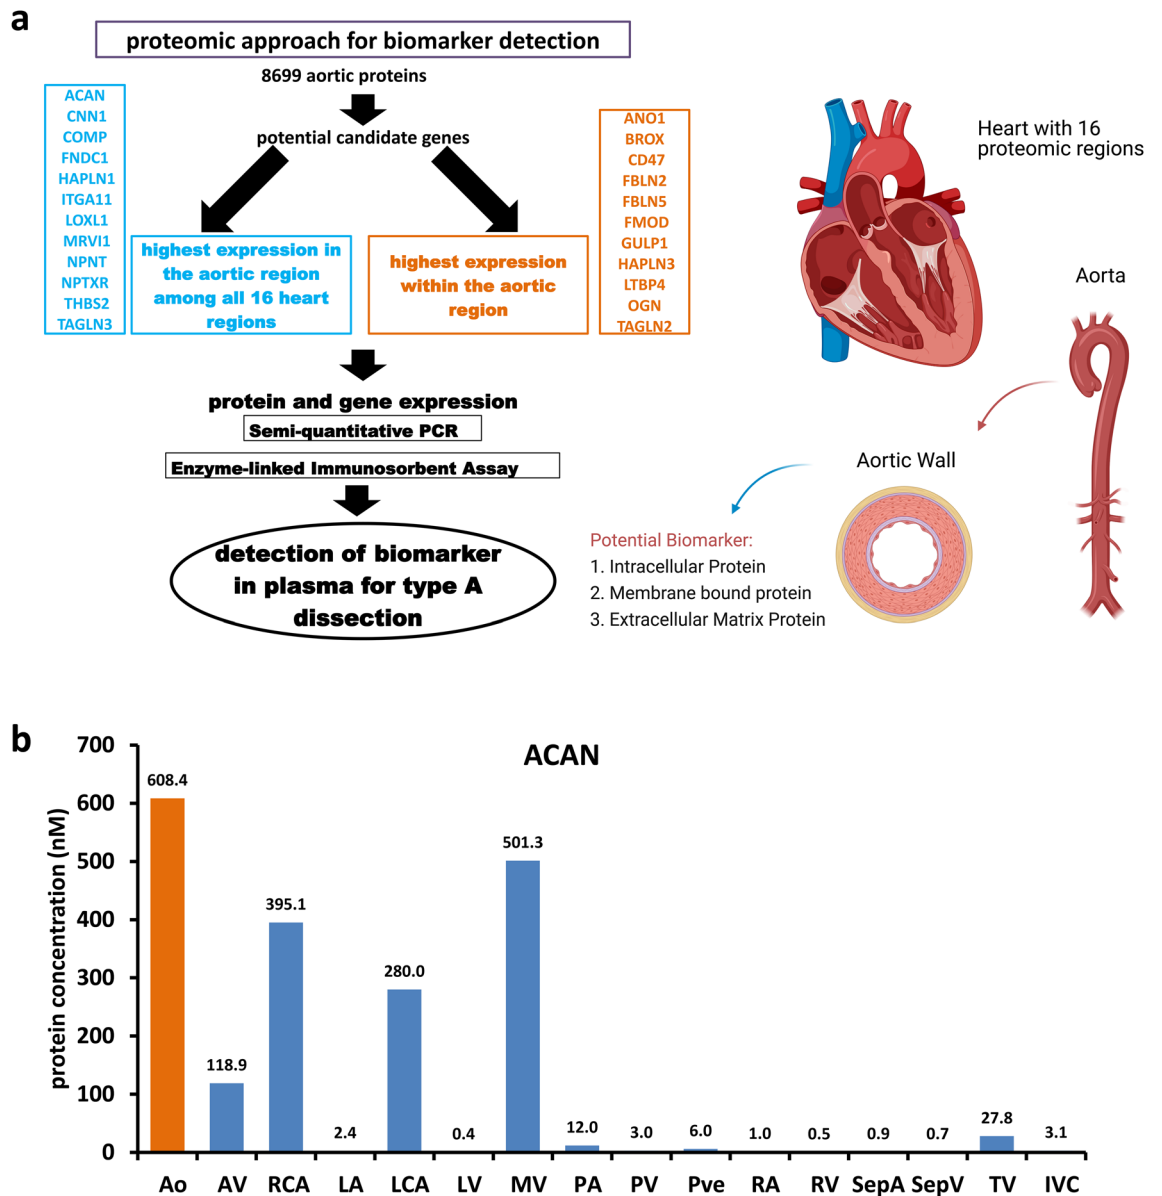 a
proteomic approach for biomarker detection
8699 aortic proteins
potential candidate genes
ACAN
CNN1
COMP
FNDC1
HAPLN1
ITGA11
LOXL1
MRVI1
NPNT
NPTXR
THBS2
TAGLN3
highest expression in
the aortic region
among all 16 heart
regions
highest expression
within the aortic
region
ANO1
BROX
CD47
FBLN2
FBLN5
FMOD
GULP1
HAPLN3
LTBP4
OGN
TAGLN2
protein and gene expression
Semi-quantitative PCR
Enzyme-linked Immunosorbent Assay
detection of biomarker
in plasma for type A
dissection
Heart with 16
proteomic regions
Aorta
Aortic Wall
Potential Biomarker:
1. Intracellular Protein
2. Membrane bound protein
3. Extracellular Matrix Protein
b
ACAN
protein concentration (nM)
700
600
500
400
300
200
100
0
608.4
118.9
395.1
2.4
280.0
0.4
501.3
12.0
3.0
6.0
1.0
0.5
0.9
0.7
27.8
3.1
Ao AV RCA LA LCA LV MV PA PV Pve RA RV SepA SepV TV IVC